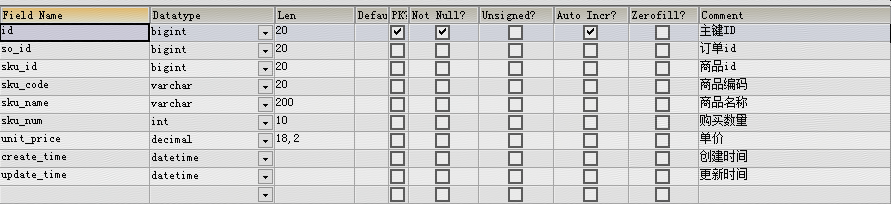 Field Name Datatype Len Defau PK? Not Null? Unsigned? Auto Incr? Zerofill? Comment
id bigint 20 主键ID
so_id bigint 20 订单id
sku_id bigint 20 商品id
sku_code varchar 20 商品编码
sku_name varchar 200 商品名称
sku_num int 10 购买数量
unit_price decimal 18,2 单价
create_time datetime 创建时间
update_time datetime 更新时间